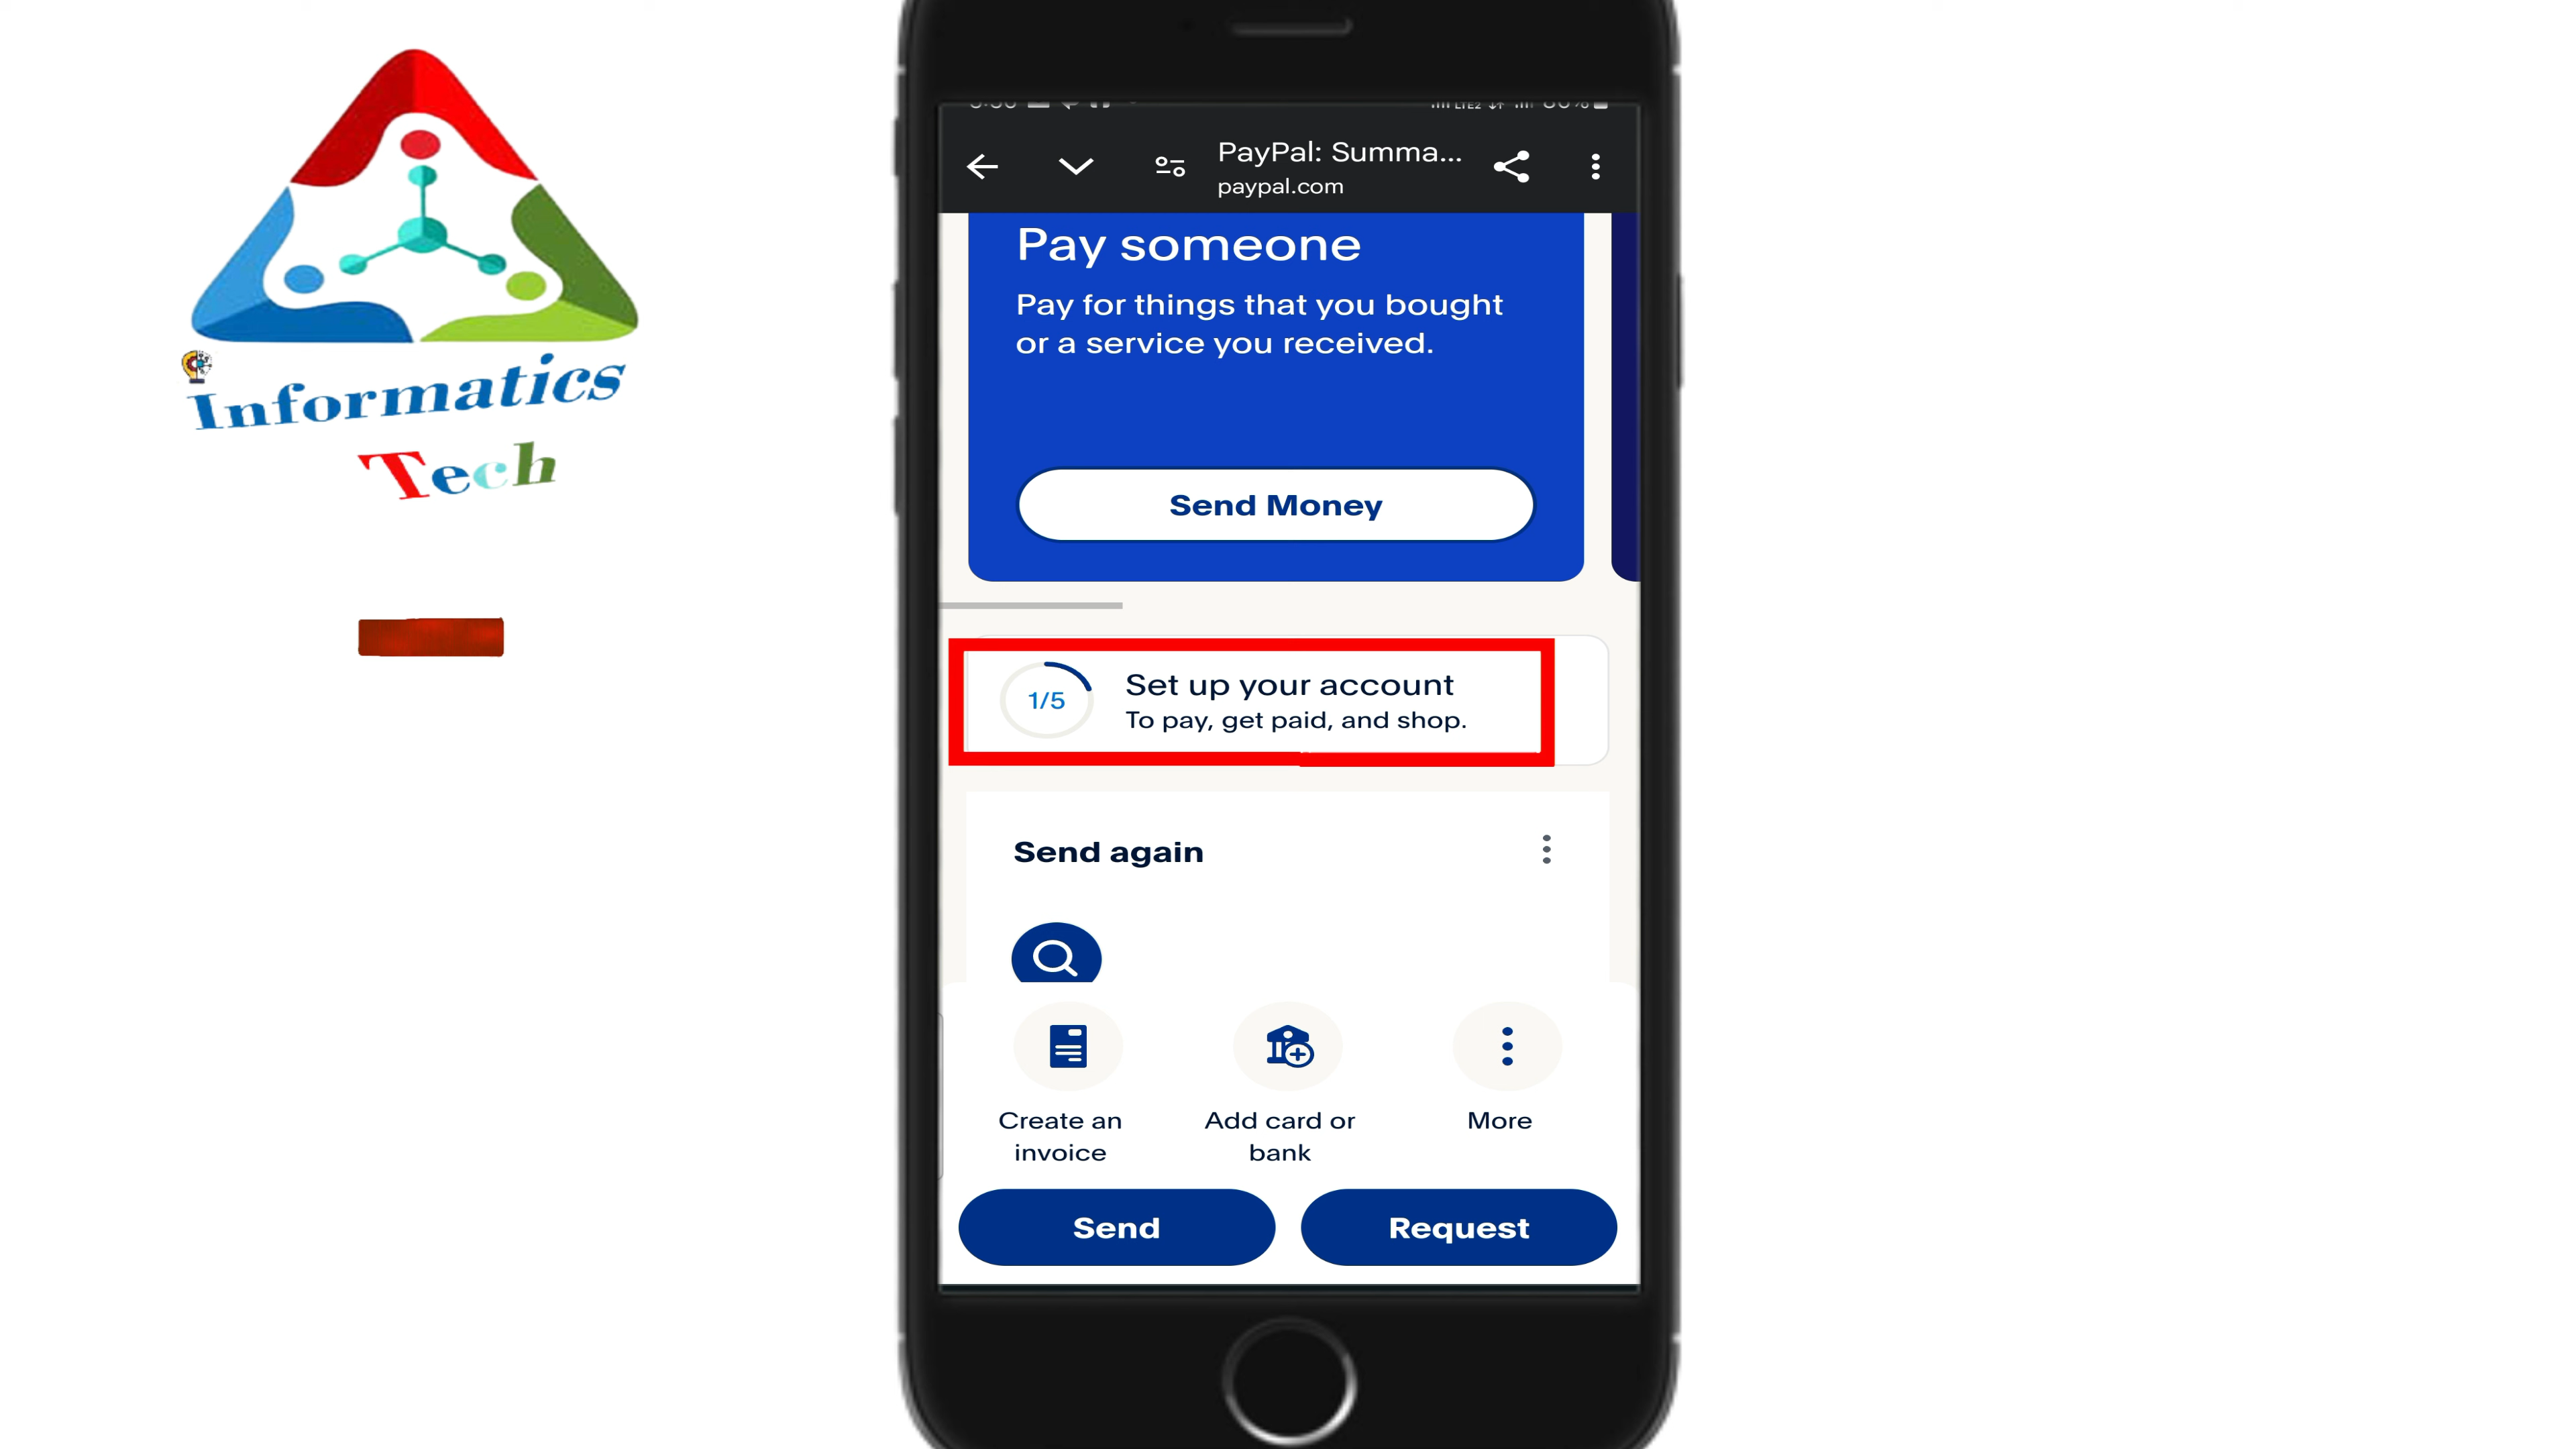 Informatics
Tech
PayPal: Summa...
paypal.com
Pay someone
Pay for things that you bought
or a service you received.
Send Money
1/5
Set up your account
To pay, get paid, and shop.
Send again
Create an
invoice
Add card or
bank
More
Send
Request